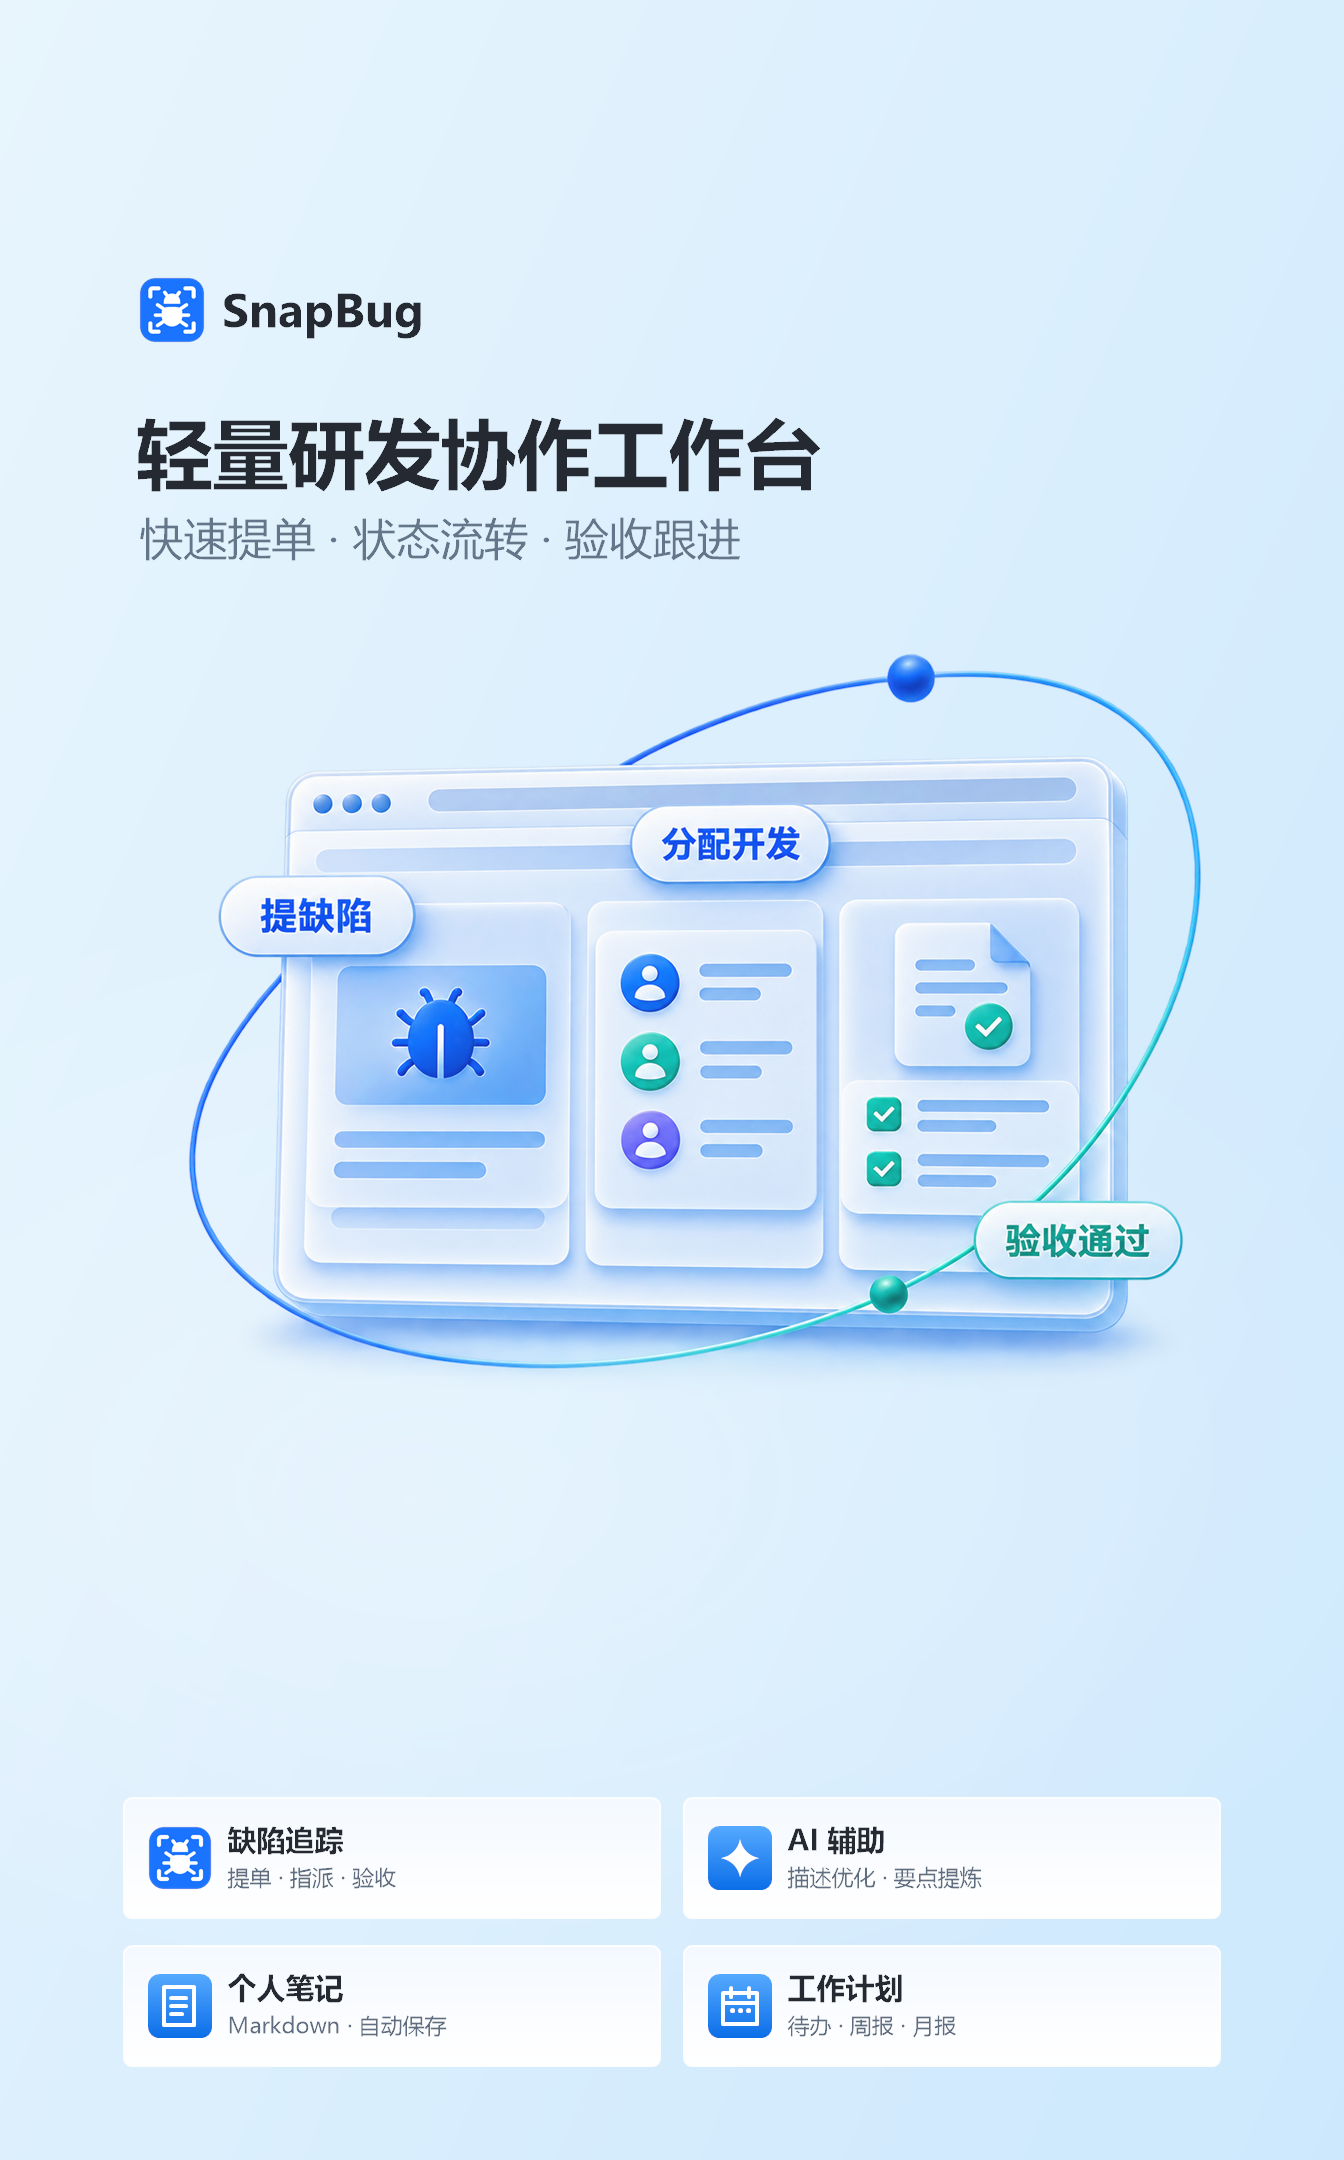 SnapBug
轻量研发协作工作台
快速提单 · 状态流转 · 验收跟进
分配开发
提缺陷
验收通过
缺陷追踪
提单 · 指派 · 验收
AI 辅助
描述优化 · 要点提炼
个人笔记
Markdown · 自动保存
工作计划
待办 · 周报 · 月报